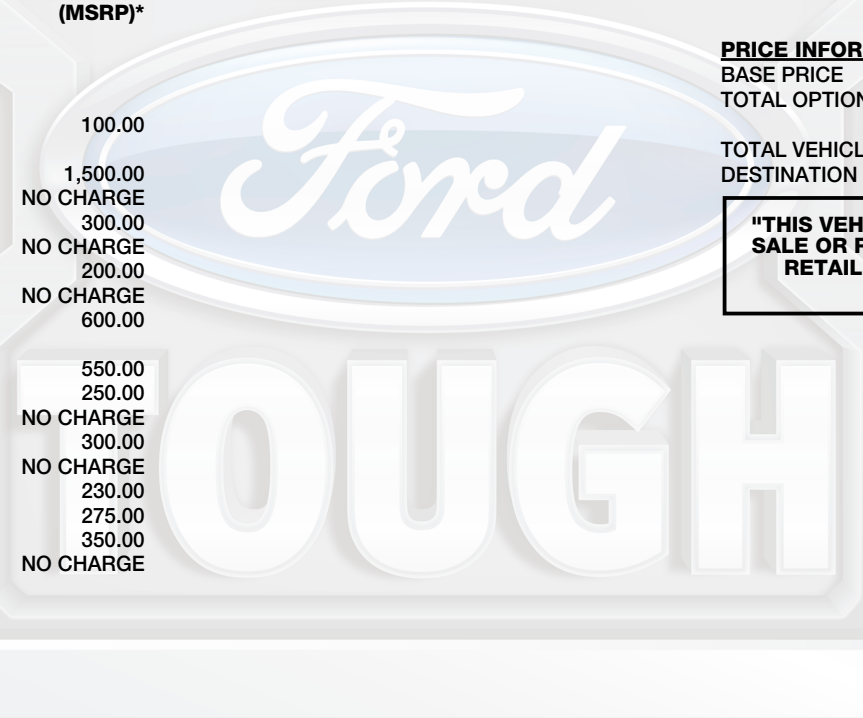 (MSRP)*
100.00
1,500.00
NO CHARGE
300.00
NO CHARGE
200.00
NO CHARGE
600.00
550.00
250.00
NO CHARGE
300.00
NO CHARGE
230.00
275.00
350.00
NO CHARGE
PRICE INFOR
BASE PRICE
TOTAL OPTION
TOTAL VEHICL
DESTINATION
"THIS VEH
SALE OR R
RETAIL
Ford
TOUGH